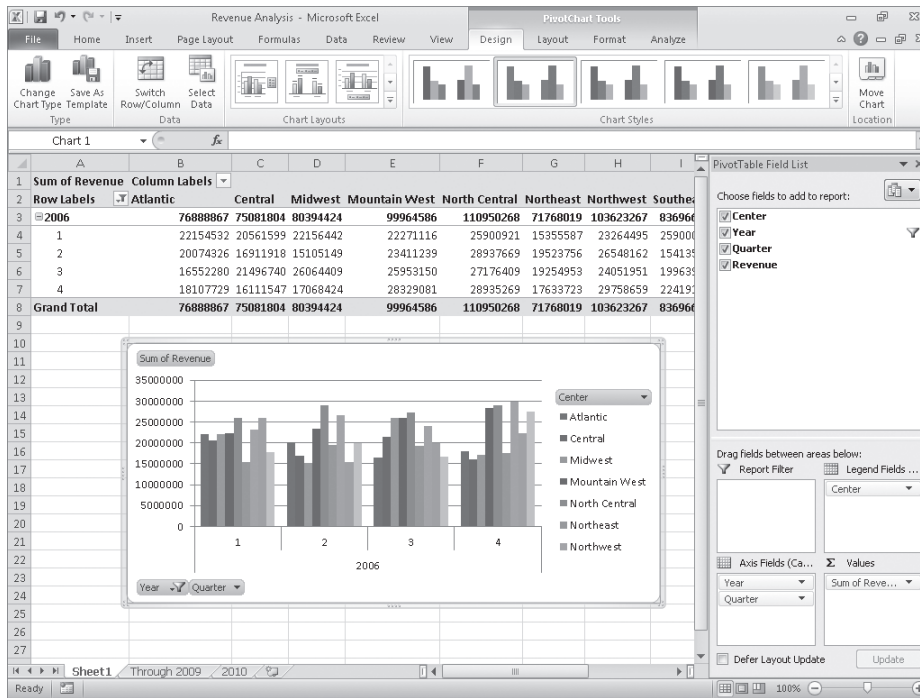 Revenue Analysis - Microsoft Excel
PivotChart Tools
File Home Insert Page Layout Formulas Data Review View Design Layout Format Analyze
Change Chart Type
Save As Template
Switch Row/Column
Select Data
Move Chart
Type Data Chart Layouts Chart Styles Location
Chart 1 fx
A B C D E F G H I
1 Sum of Revenue Column Labels
2 Row Labels Atlantic Central Midwest Mountain West North Central Northeast Northwest Southea
3 2006 76888867 75081804 80394424 99964586 110950268 71768019 103623267 836966
4 1 22154532 20561599 22156442 22271116 25900921 15355587 23264495 25900
5 2 20074326 16911918 15105149 23411239 28937669 19523756 26548162 15413
6 3 16552280 21496740 26064409 25953150 27176409 19254953 24051951 19963
7 4 18107729 16111547 17068424 28329081 28935269 17633723 29758659 22419
8 Grand Total 76888867 75081804 80394424 99964586 110950268 71768019 103623267 836966
9
10
11
12
13
14
15
16
17
18
19
20
21
22
23
24
25
26
27
Sum of Revenue
35000000
30000000
25000000
20000000
15000000
10000000
5000000
0
1 2 3 4
2006
Center
Atlantic
Central
Midwest
Mountain West
North Central
Northeast
Northwest
Year Quarter
PivotTable Field List
Choose fields to add to report:
Center
Year
Quarter
Revenue
Drag fields between areas below:
Report Filter
Legend Fields ...
Center
Axis Fields (Ca...
Σ Values
Year
Sum of Reve...
Quarter
Defer Layout Update
Update
Sheet1 Through 2009 2010
Ready
100%